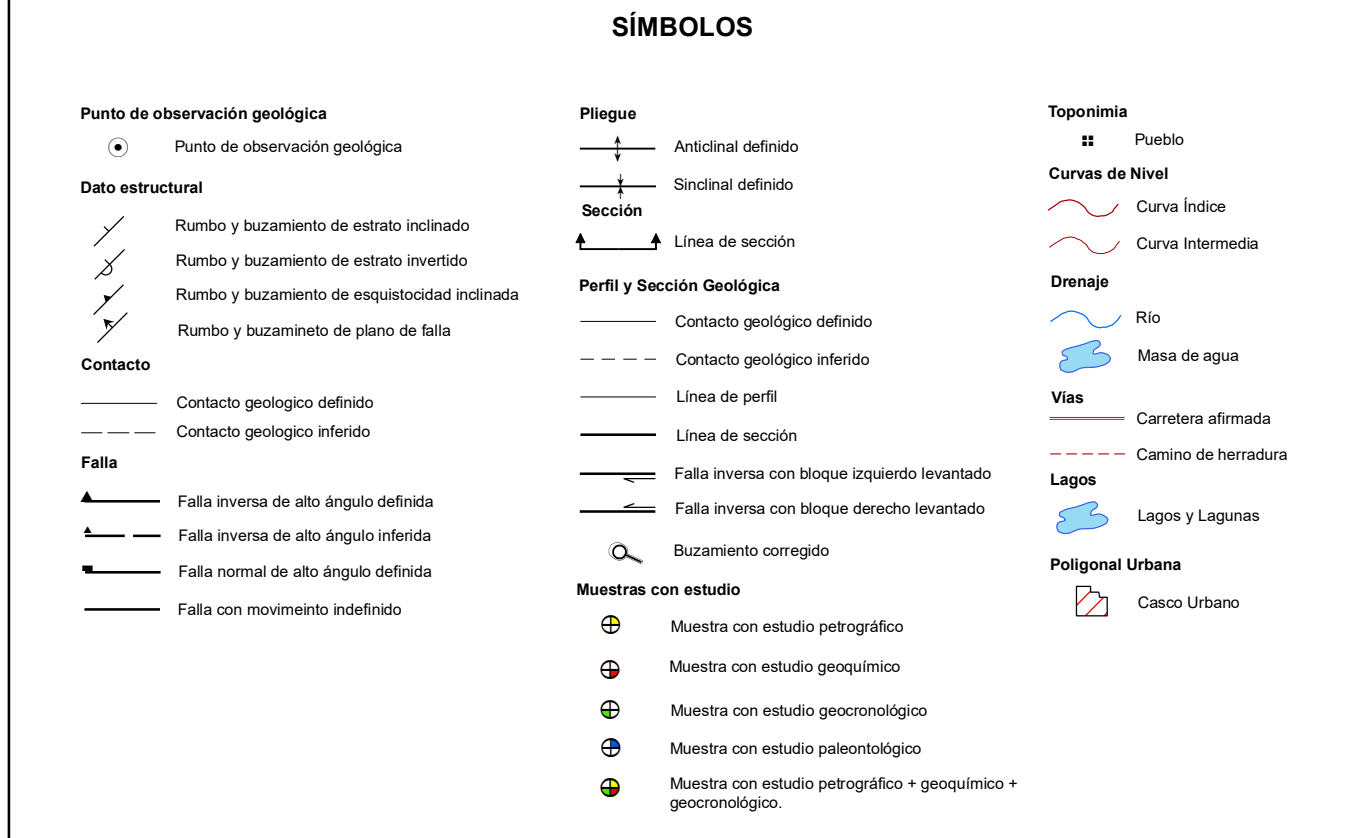 SÍMBOLOS
Punto de observación geológica
Punto de observación geológica
Dato estructural
Rumbo y buzamiento de estrato inclinado
Rumbo y buzamiento de estrato invertido
Rumbo y buzamiento de esquistocidad inclinada
Rumbo y buzamineto de plano de falla
Contacto
Contacto geologico definido
Contacto geologico inferido
Falla
Falla inversa de alto ángulo definida
Falla inversa de alto ángulo inferida
Falla normal de alto ángulo definida
Falla con movimeinto indefinido
Pliegue
Anticlinal definido
Sinclinal definido
Sección
Línea de sección
Perfil y Sección Geológica
Contacto geológico definido
Contacto geológico inferido
Línea de perfil
Línea de sección
Falla inversa con bloque izquierdo levantado
Falla inversa con bloque derecho levantado
Buzamiento corregido
Muestras con estudio
Muestra con estudio petrográfico
Muestra con estudio geoquímico
Muestra con estudio geocronológico
Muestra con estudio paleontológico
Muestra con estudio petrográfico + geoquímico +
geocronológico.
Toponimia
Pueblo
Curvas de Nivel
Curva Índice
Curva Intermedia
Drenaje
Río
Masa de agua
Vías
Carretera afirmada
Camino de herradura
Lagos
Lagos y Lagunas
Poligonal Urbana
Casco Urbano